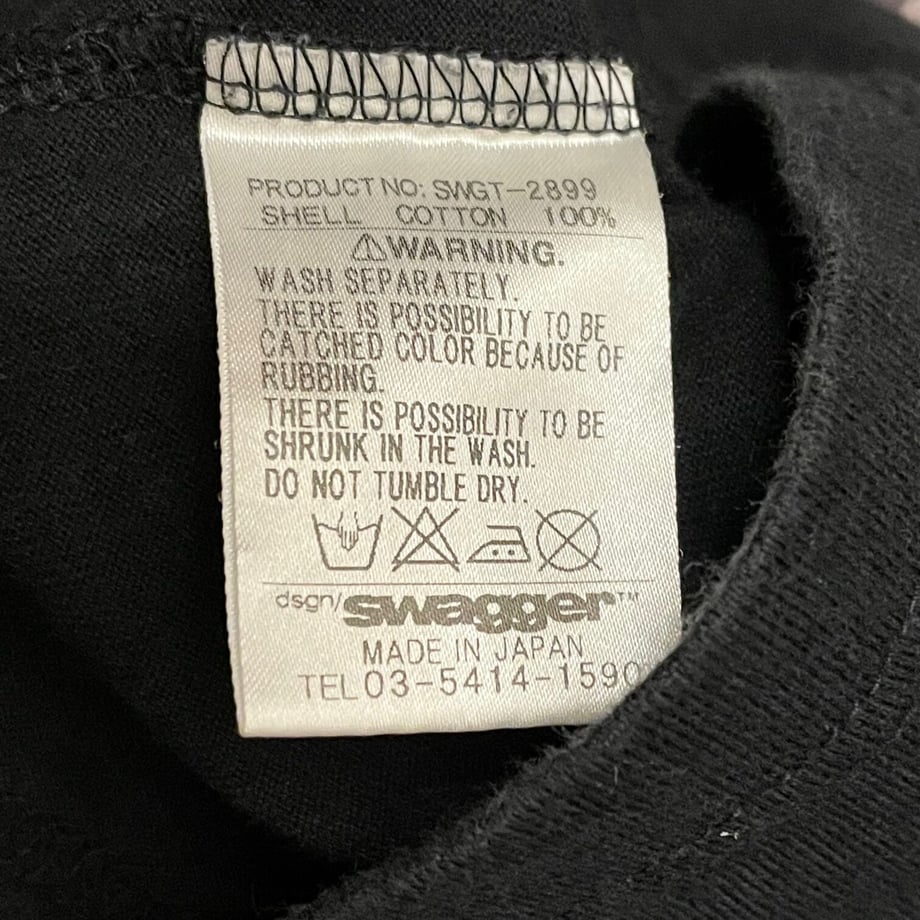 PRODUCT NO: SWGT-2899
SHELL COTTON 100%
⚠WARNING.
WASH SEPARATELY.
THERE IS POSSIBILITY TO BE
CATCHED COLOR BECAUSE OF
RUBBING.
THERE IS POSSIBILITY TO BE
SHRUNK IN THE WASH.
DO NOT TUMBLE DRY.
dsgn/swagger™
MADE IN JAPAN
TEL 03-5414-1590